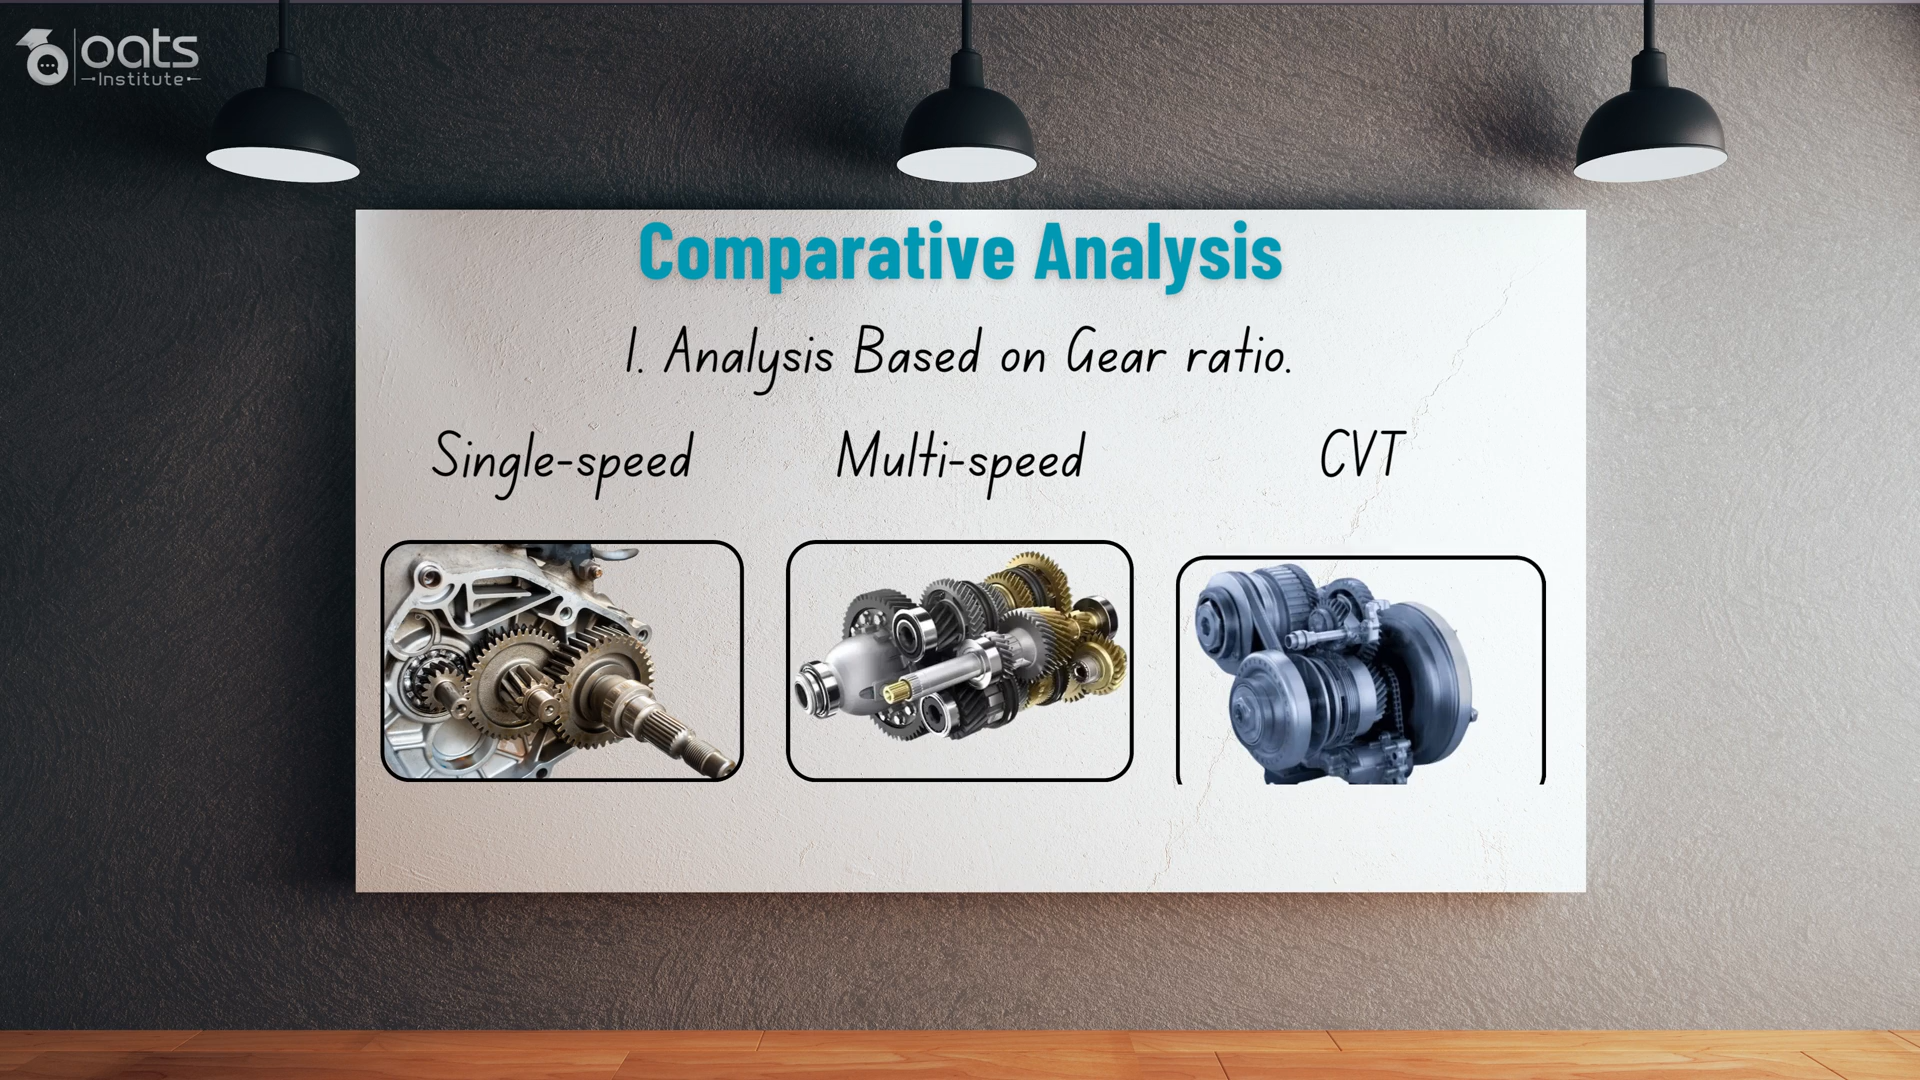 oats
Institute
Comparative Analysis
1. Analysis Based on Gear ratio.
Single-speed
Multi-speed
CVT